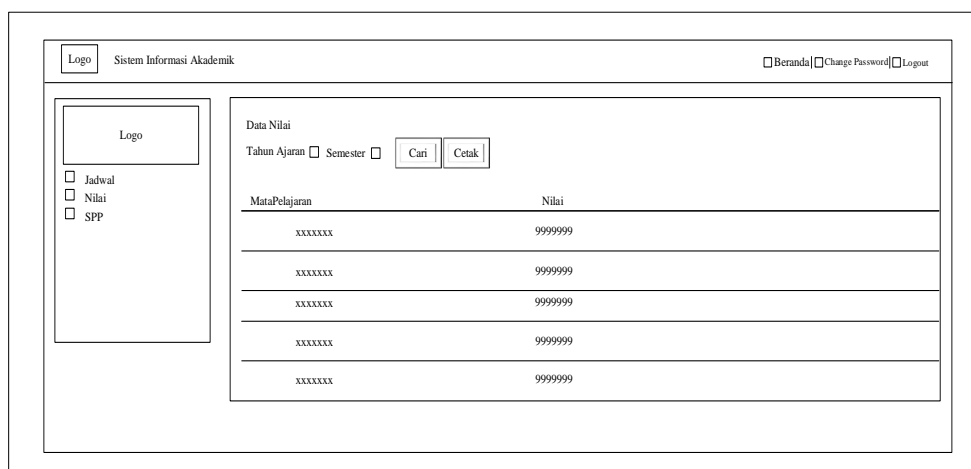 Logo Sistem Informasi Akademik Beranda Change Password Logout
Logo
Jadwal
Nilai
SPP
Data Nilai
Tahun Ajaran Semester Cari Cetak
MataPelajaran Nilai
xxxxxxx 9999999
xxxxxxx 9999999
xxxxxxx 9999999
xxxxxxx 9999999
xxxxxxx 9999999